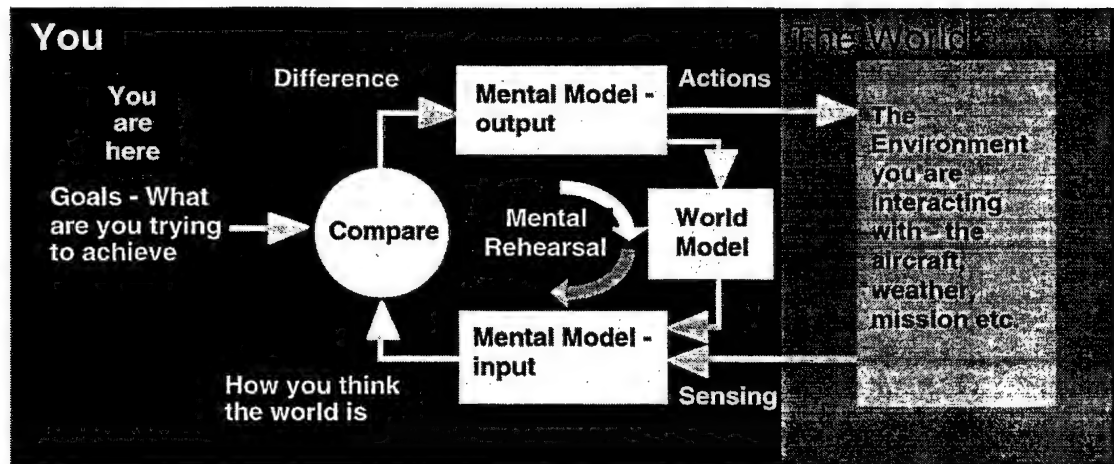 You
The World
Difference
Mental Model -
output
Actions
You
are
here
The
Environment
you are
interacting
with - the
aircraft,
weather,
mission etc
Goals - What
are you trying
to achieve
Compare
Mental
Rehearsal
World
Model
Mental Model -
input
How you think
the world is
Sensing